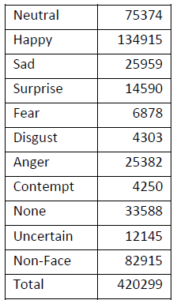 Neutral 75374
Happy 134915
Sad 25959
Surprise 14590
Fear 6878
Disgust 4303
Anger 25382
Contempt 4250
None 33588
Uncertain 12145
Non-Face 82915
Total 420299